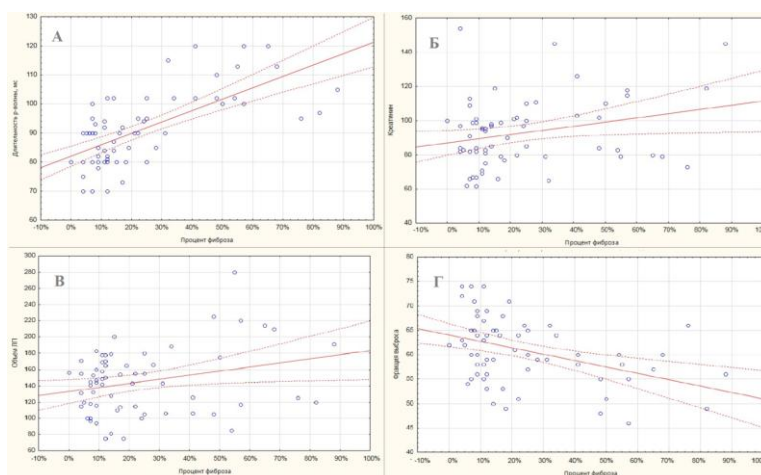 А
Длительность p-волны, мс
130
120
110
100
90
80
70
60
-10% 0% 10% 20% 30% 40% 50% 60% 70% 80% 90% 100%
Процент фиброза
Б
Креатинин
160
140
120
100
80
60
40
-10% 0% 10% 20% 30% 40% 50% 60% 70% 80% 90% 100%
Процент фиброза
В
Объем ЛП
300
280
260
240
220
200
180
160
140
120
100
80
60
-10% 0% 10% 20% 30% 40% 50% 60% 70% 80% 90% 100%
Процент фиброза
Г
Фракция выброса
80
75
70
65
60
55
50
45
40
-10% 0% 10% 20% 30% 40% 50% 60% 70% 80% 90% 100%
Процент фиброза